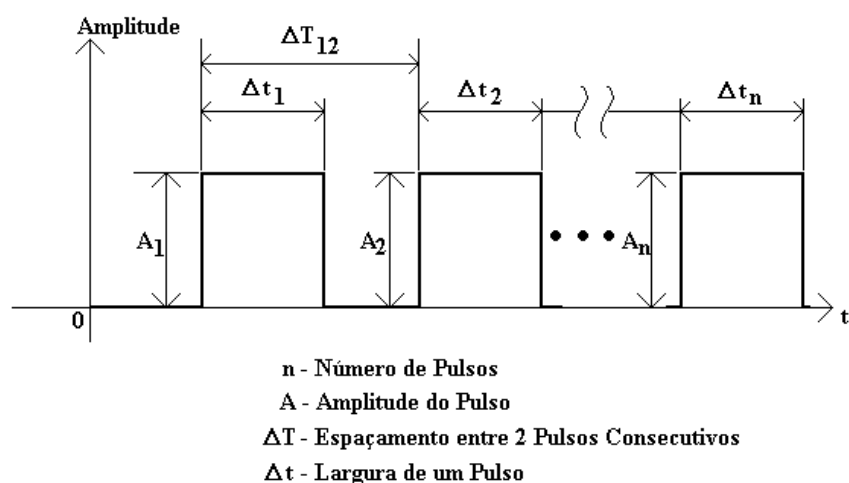 Amplitude
ΔT12
Δt1
Δt2
Δtn
A1
A2
An
0
t
n - Número de Pulsos
A - Amplitude do Pulso
ΔT - Espaçamento entre 2 Pulsos Consecutivos
Δt - Largura de um Pulso